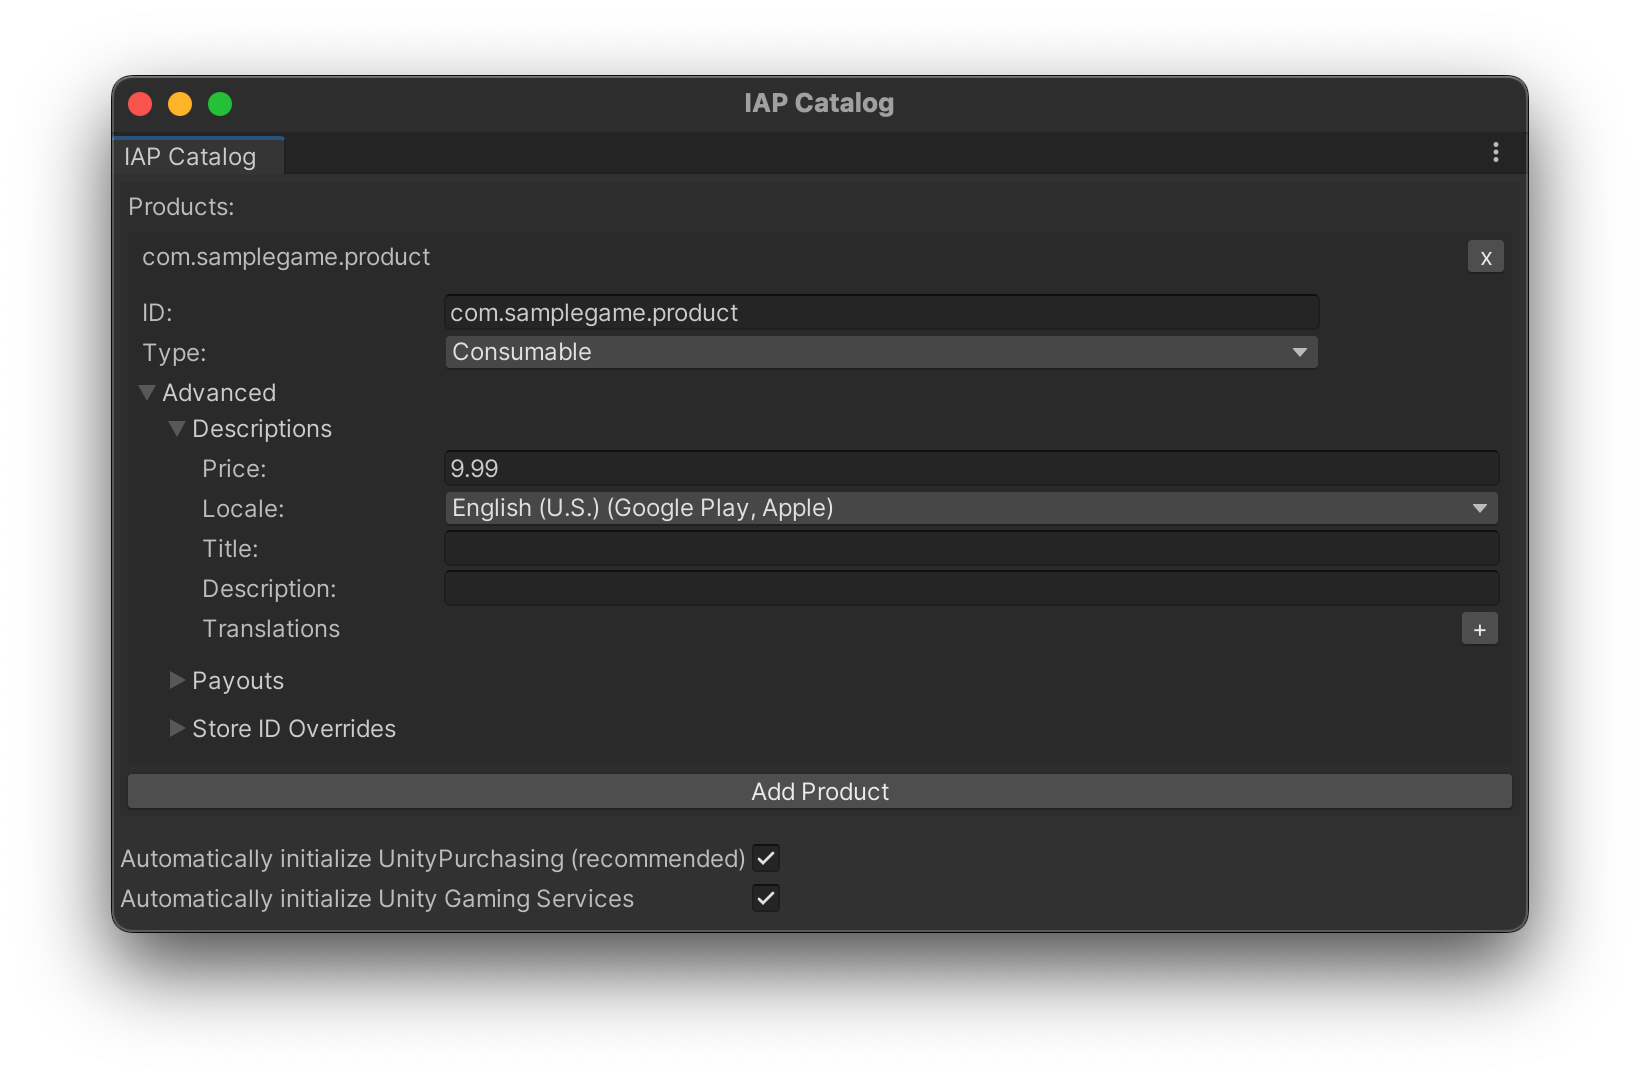 IAP Catalog
IAP Catalog
Products:
com.samplegame.product
x
ID: com.samplegame.product
Type: Consumable
Advanced
Descriptions
Price: 9.99
Locale: English (U.S.) (Google Play, Apple)
Title:
Description:
Translations +
Payouts
Store ID Overrides
Add Product
Automatically initialize UnityPurchasing (recommended)
Automatically initialize Unity Gaming Services